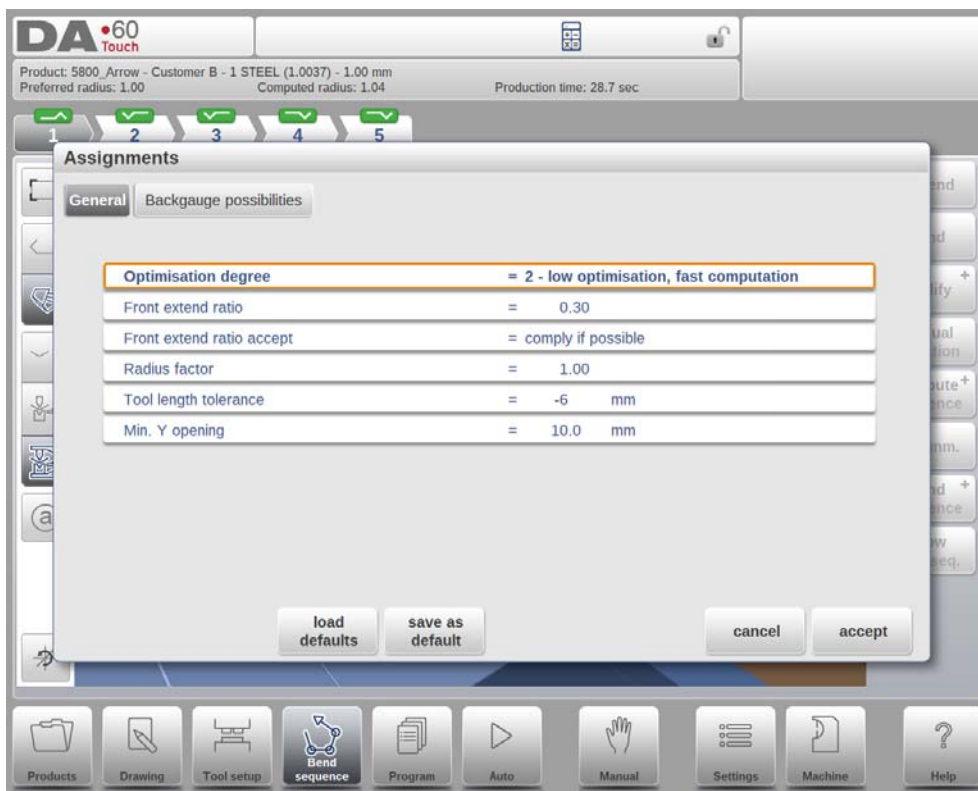 DA•60
Touch
Product: 5800_Arrow - Customer B - 1 STEEL (1.0037) - 1.00 mm
Preferred radius: 1.00 Computed radius: 1.04 Production time: 28.7 sec
1 2 3 4 5
Assignments
General Backgauge possibilities
Optimisation degree = 2 - low optimisation, fast computation
Front extend ratio = 0.30
Front extend ratio accept = comply if possible
Radius factor = 1.00
Tool length tolerance = -6 mm
Min. Y opening = 10.0 mm
load defaults save as default cancel accept
Products Drawing Tool setup Bend sequence Program Auto Manual Settings Machine Help